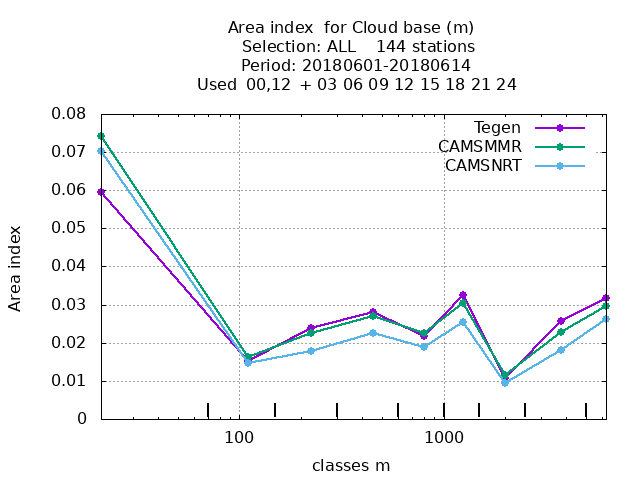 Area index for Cloud base (m)
Selection: ALL 144 stations
Period: 20180601-20180614
Used 00,12 + 03 06 09 12 15 18 21 24
0.08
0.07
0.06
0.05
0.04
0.03
0.02
0.01
0
Area index
Tegen
CAMSMMR
CAMSNRT
100
1000
classes m